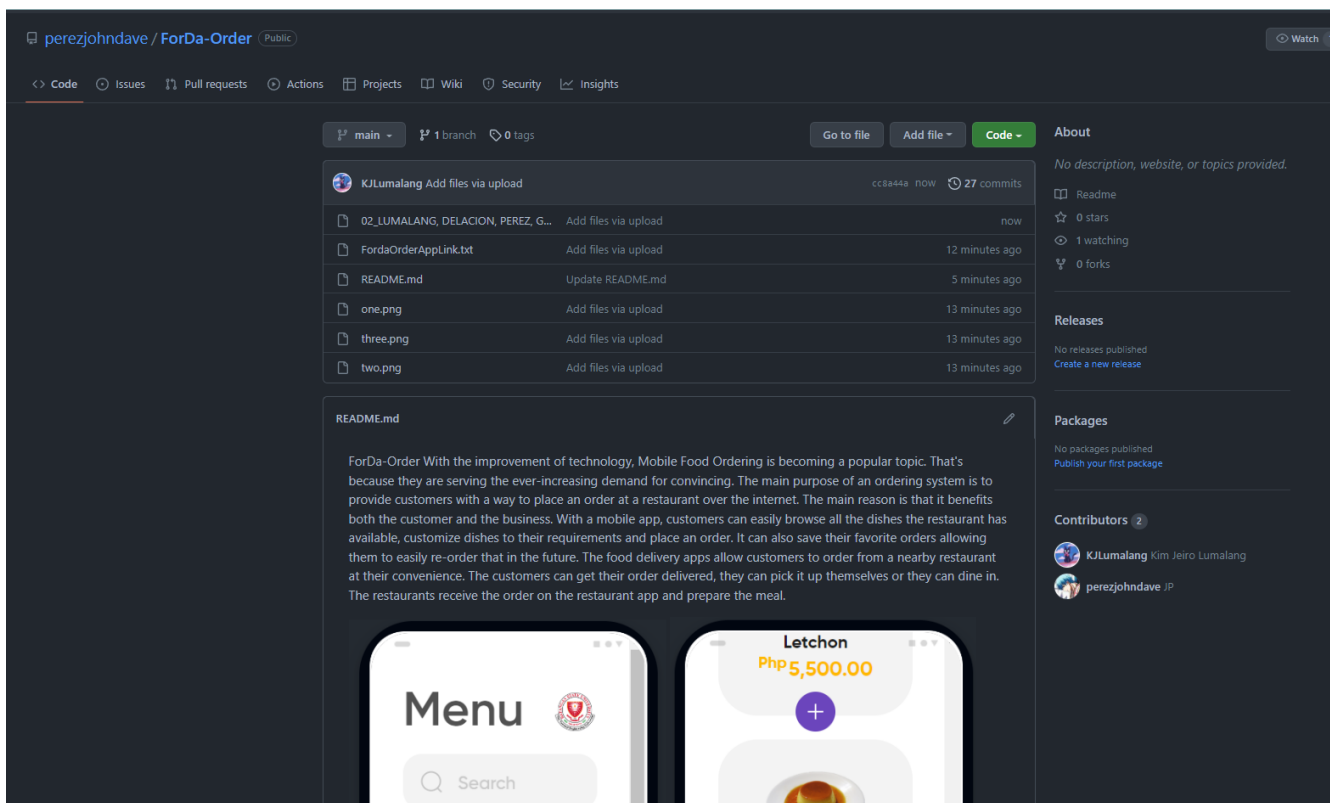 perezjohndave / ForDa-Order Public
Watch
Code Issues Pull requests Actions Projects Wiki Security Insights
main 1 branch 0 tags Go to file Add file Code
KJLumalang Add files via upload cc8a44a now 27 commits
02_LUMALANG, DELACION, PEREZ, G... Add files via upload now
FordaOrderAppLink.txt Add files via upload 12 minutes ago
README.md Update README.md 5 minutes ago
one.png Add files via upload 13 minutes ago
three.png Add files via upload 13 minutes ago
two.png Add files via upload 13 minutes ago
README.md
ForDa-Order With the improvement of technology, Mobile Food Ordering is becoming a popular topic. That's
because they are serving the ever-increasing demand for convincing. The main purpose of an ordering system is to
provide customers with a way to place an order at a restaurant over the internet. The main reason is that it benefits
both the customer and the business. With a mobile app, customers can easily browse all the dishes the restaurant has
available, customize dishes to their requirements and place an order. It can also save their favorite orders allowing
them to easily re-order that in the future. The food delivery apps allow customers to order from a nearby restaurant
at their convenience. The customers can get their order delivered, they can pick it up themselves or they can dine in.
The restaurants receive the order on the restaurant app and prepare the meal.
Menu
Search
Letchon
Php 5,500.00
About
No description, website, or topics provided.
Readme
0 stars
1 watching
0 forks
Releases
No releases published
Create a new release
Packages
No packages published
Publish your first package
Contributors 2
KJLumalang Kim Jeiro Lumalang
perezjohndave JP